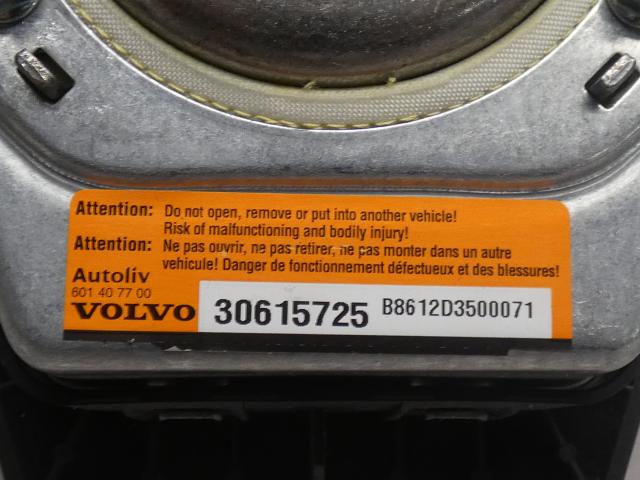 Attention: Do not open, remove or put into another vehicle!
Risk of malfunctioning and bodily injury!
Attention: Ne pas ouvrir, ne pas retirer, ne pas monter dans un autre
vehicule! Danger de fonctionnement défectueux et des blessures!
Autoliv
601 40 77 00
VOLVO 30615725 B8612D3500071